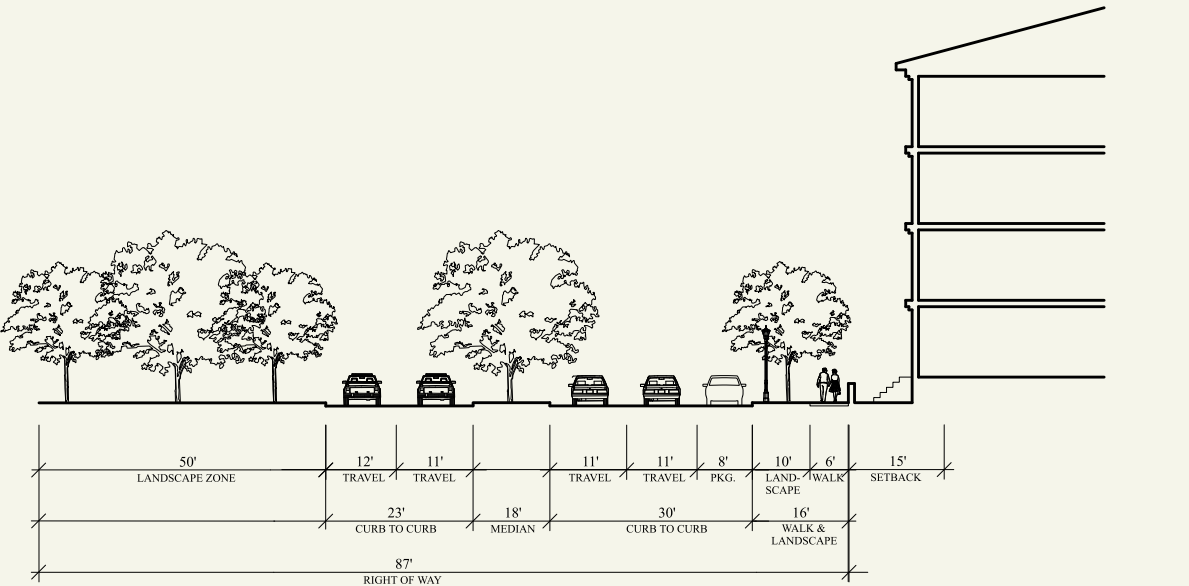 50' 12' 11' 11' 11' 8' 10' 6' 15'
LANDSCAPE ZONE TRAVEL TRAVEL TRAVEL TRAVEL PKG. LAND- WALK SETBACK
SCAPE
23' 18' 30' 16'
CURB TO CURB MEDIAN CURB TO CURB WALK &
LANDSCAPE
87'
RIGHT OF WAY